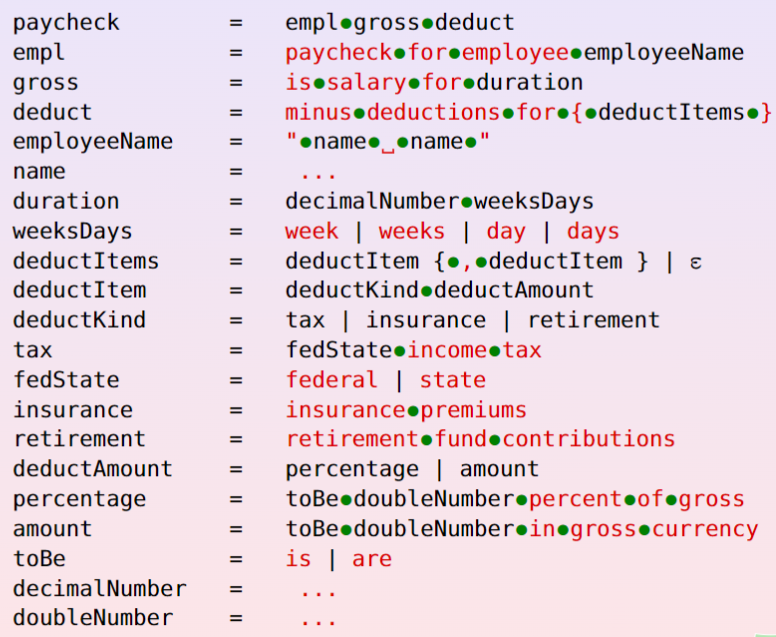 paycheck = empl●gross●deduct
empl = paycheck●for●employee●employeeName
gross = is●salary●for●duration
deduct = minus●deductions●for●{●deductItems●}
employeeName = "●name●␣●name●"
name = ...
duration = decimalNumber●weeksDays
weeksDays = week | weeks | day | days
deductItems = deductItem {●,●deductItem } | ε
deductItem = deductKind●deductAmount
deductKind = tax | insurance | retirement
tax = fedState●income●tax
fedState = federal | state
insurance = insurance●premiums
retirement = retirement●fund●contributions
deductAmount = percentage | amount
percentage = toBe●doubleNumber●percent●of●gross
amount = toBe●doubleNumber●in●gross●currency
toBe = is | are
decimalNumber = ...
doubleNumber = ...